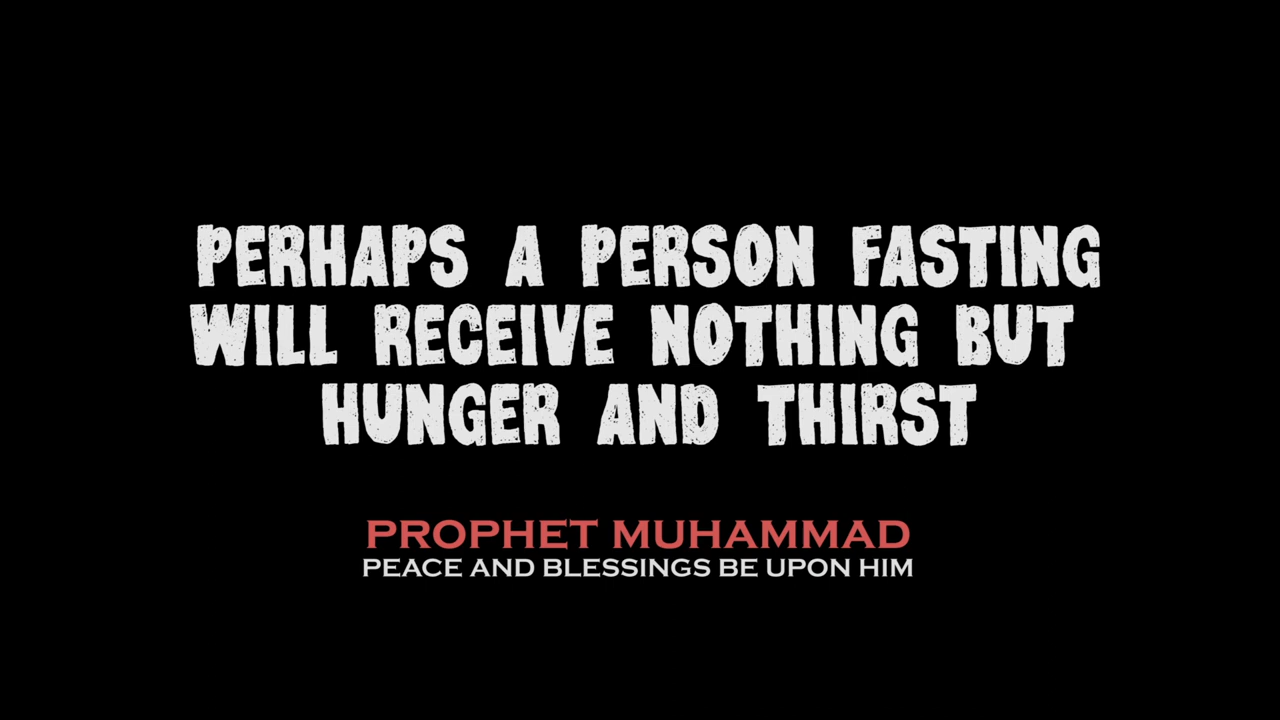 PERHAPS A PERSON FASTING
WILL RECEIVE NOTHING BUT
HUNGER AND THIRST
PROPHET MUHAMMAD
PEACE AND BLESSINGS BE UPON HIM